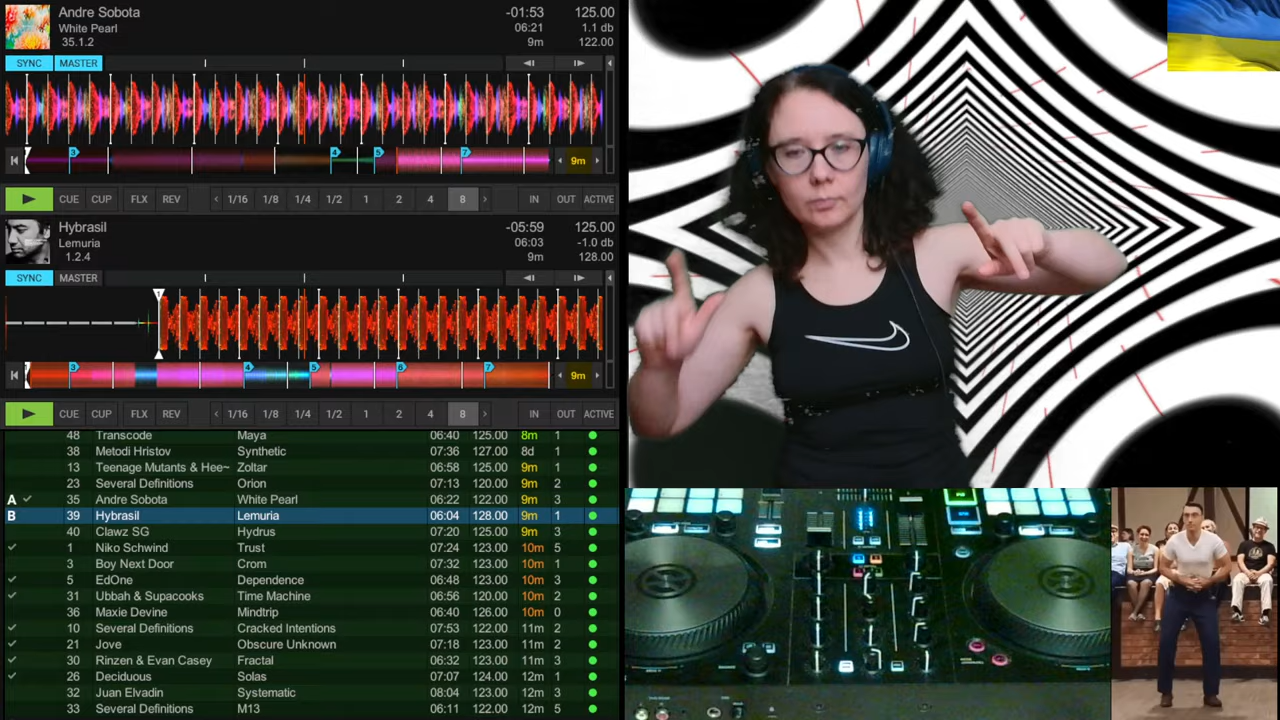 Andre Sobota -01:53 125.00
White Pearl 06:21 1.1 db
35.1.2 9m 122.00
SYNC MASTER
3 4 5 7 9m
CUE CUP FLX REV 1/16 1/8 1/4 1/2 1 2 4 8 IN OUT ACTIVE
Hybrasil -05:59 125.00
Lemuria 06:03 -1.0 db
1.2.4 9m 128.00
SYNC MASTER
1
3 4 5 6 7 9m
CUE CUP FLX REV 1/16 1/8 1/4 1/2 1 2 4 8 IN OUT ACTIVE
48 Transcode Maya 06:40 125.00 8m 1
38 Metodi Hristov Synthetic 07:36 127.00 8d 1
13 Teenage Mutants & Hee~ Zoltar 06:58 125.00 9m 1
23 Several Definitions Orion 07:13 120.00 9m 2
A 35 Andre Sobota White Pearl 06:22 122.00 9m 3
B 39 Hybrasil Lemuria 06:04 128.00 9m 1
40 Clawz SG Hydrus 07:20 125.00 9m 3
1 Niko Schwind Trust 07:24 123.00 10m 5
3 Boy Next Door Crom 07:32 123.00 10m 1
5 EdOne Dependence 06:48 123.00 10m 3
31 Ubbah & Supacooks Time Machine 06:56 120.00 10m 2
36 Maxie Devine Mindtrip 06:40 126.00 10m 0
10 Several Definitions Cracked Intentions 07:53 122.00 11m 2
21 Jove Obscure Unknown 07:18 123.00 11m 2
30 Rinzen & Evan Casey Fractal 06:32 123.00 11m 3
26 Deciduous Solas 07:07 124.00 12m 1
32 Juan Elvadin Systematic 08:04 123.00 12m 3
33 Several Definitions M13 06:11 122.00 12m 5